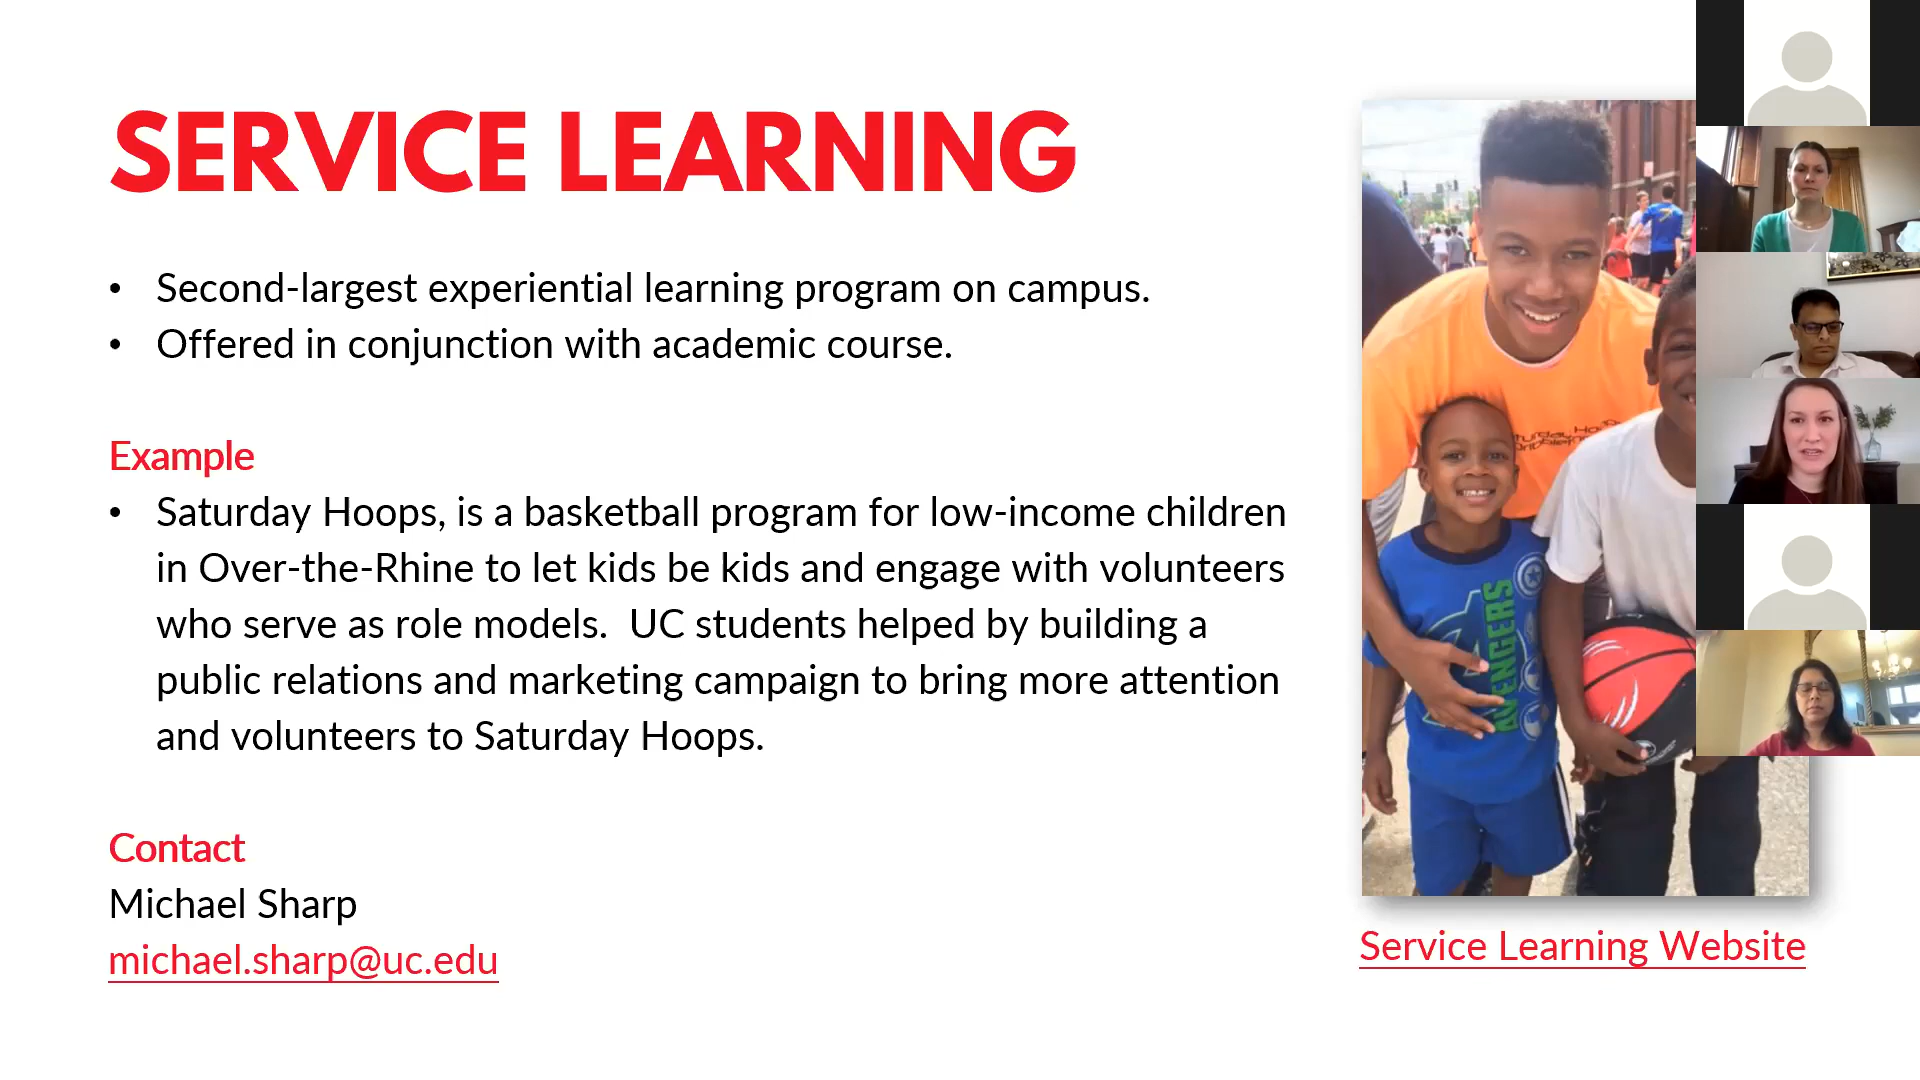 SERVICE LEARNING
• Second-largest experiential learning program on campus.
• Offered in conjunction with academic course.
Example
• Saturday Hoops, is a basketball program for low-income children
in Over-the-Rhine to let kids be kids and engage with volunteers
who serve as role models.  UC students helped by building a
public relations and marketing campaign to bring more attention
and volunteers to Saturday Hoops.
Contact
Michael Sharp
michael.sharp@uc.edu
AVENGERS
Service Learning Website